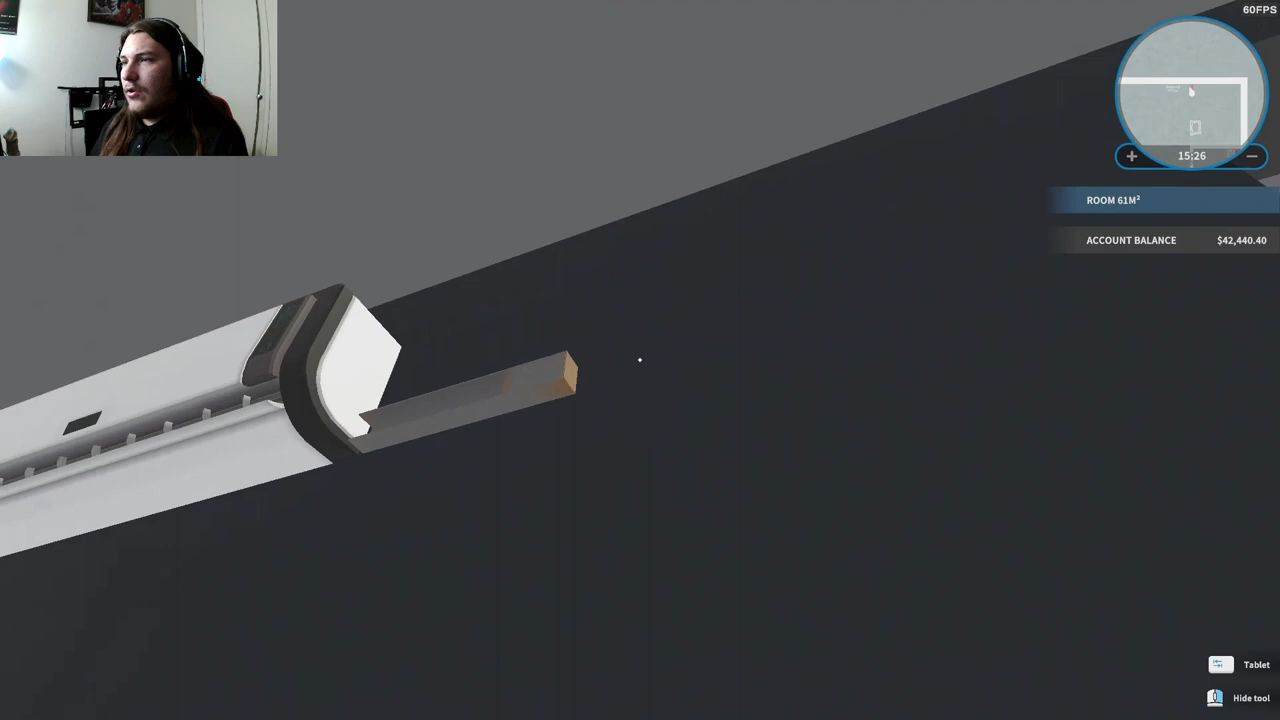 60FPS
15:26
ROOM 61M²
ACCOUNT BALANCE $42,440.40
Tablet
Hide tool